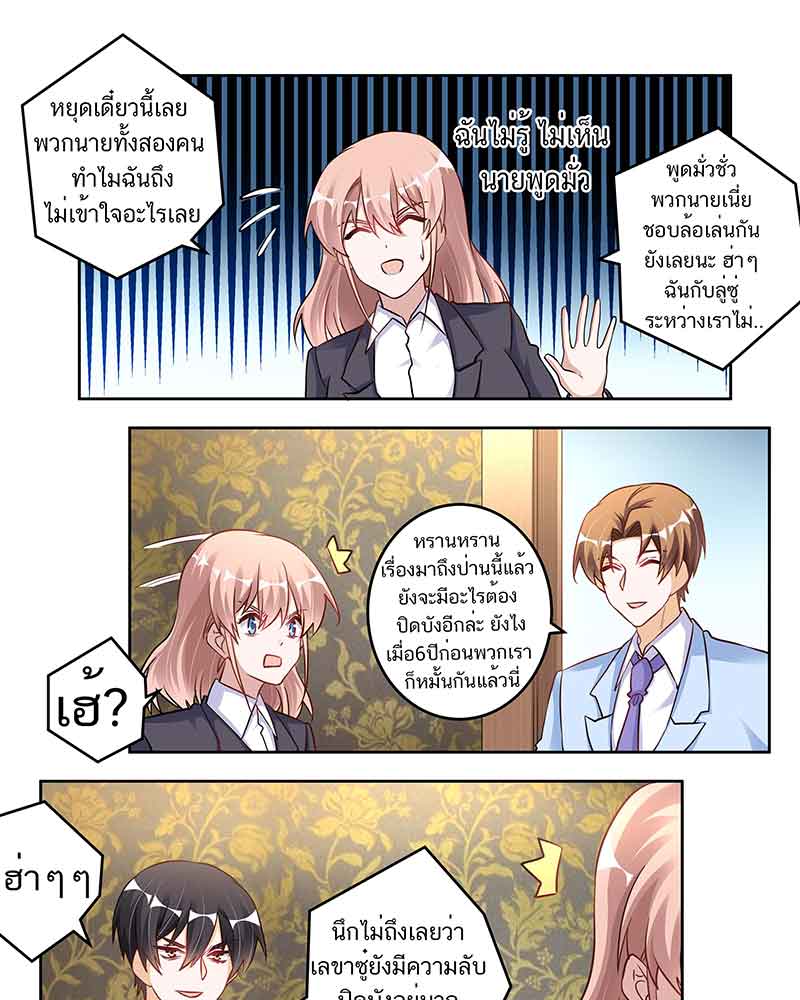 หยุดเดี๋ยวนี้เลย
พวกนายทั้งสองคน
ทำไมฉันถึง
ไม่เข้าใจอะไรเลย
ฉันไม่รู้ ไม่เห็น
นายพูดมั่ว
พูดมั่วชั่ว
พวกนายเนี่ย
ชอบล้อเล่นกัน
ยังเลยนะ ฮ่าๆ
ฉันกับลู่ซู่
ระหว่างเราไม่..
หรานหราน
เรื่องมาถึงป่านนี้แล้ว
ยังจะมีอะไรต้อง
ปิดบังอีกล่ะ ยังไง
เมื่อ6ปีก่อนพวกเรา
ก็หมั้นกันแล้วนี่
เฮ้?
ฮ่าๆๆๆ
นึกไม่ถึงเลยว่า
เลขาซู๋ยังมีความลับ
ปิดบังอยู่มาก